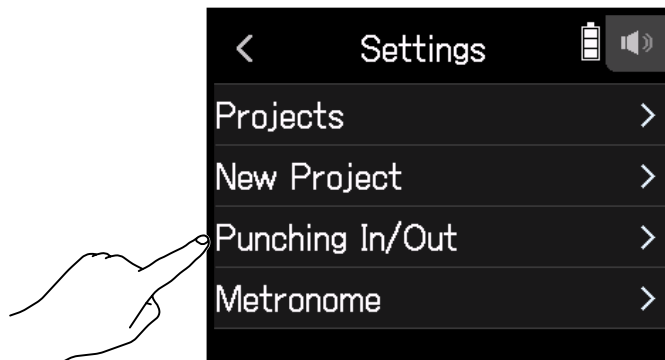 Settings
Projects
New Project
Punching In/Out
Metronome